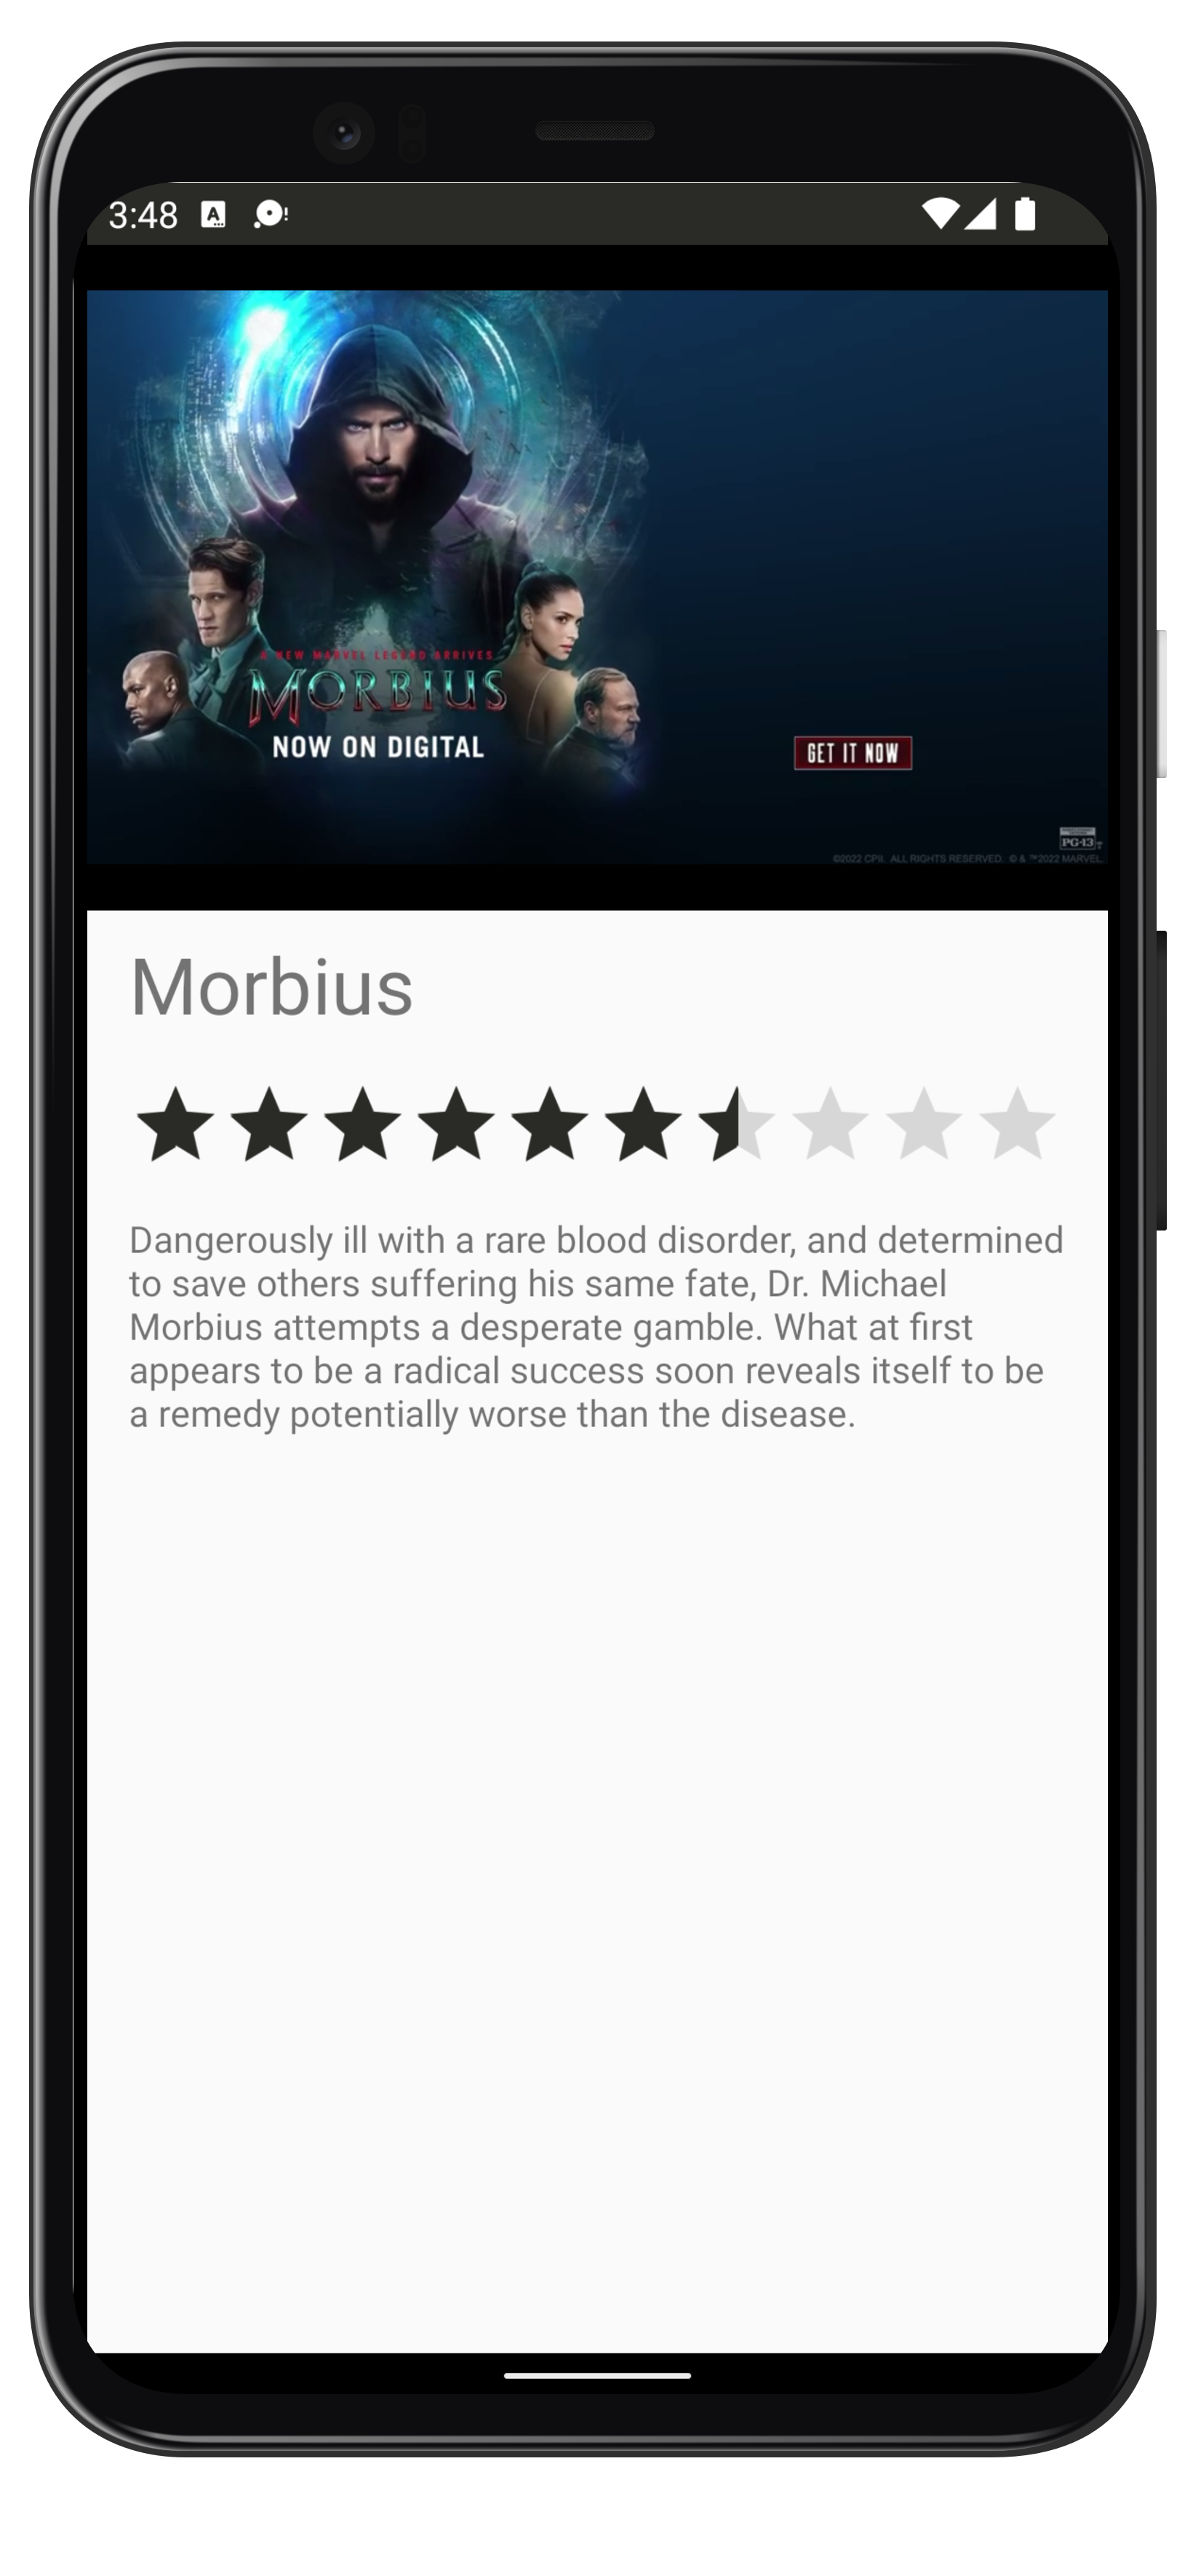 3:48
A NEW MARVEL LEGEND ARRIVES
MORBIUS
NOW ON DIGITAL
GET IT NOW
PG-13
©2022 CPII. ALL RIGHTS RESERVED. © & ™2022 MARVEL.
Morbius
Dangerously ill with a rare blood disorder, and determined
to save others suffering his same fate, Dr. Michael
Morbius attempts a desperate gamble. What at first
appears to be a radical success soon reveals itself to be
a remedy potentially worse than the disease.